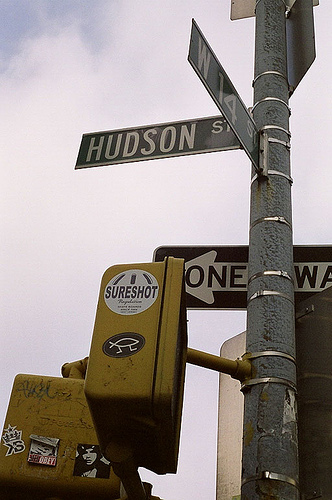 W 14 S
HUDSON ST
ONE WA
SURESHOT
OBEY